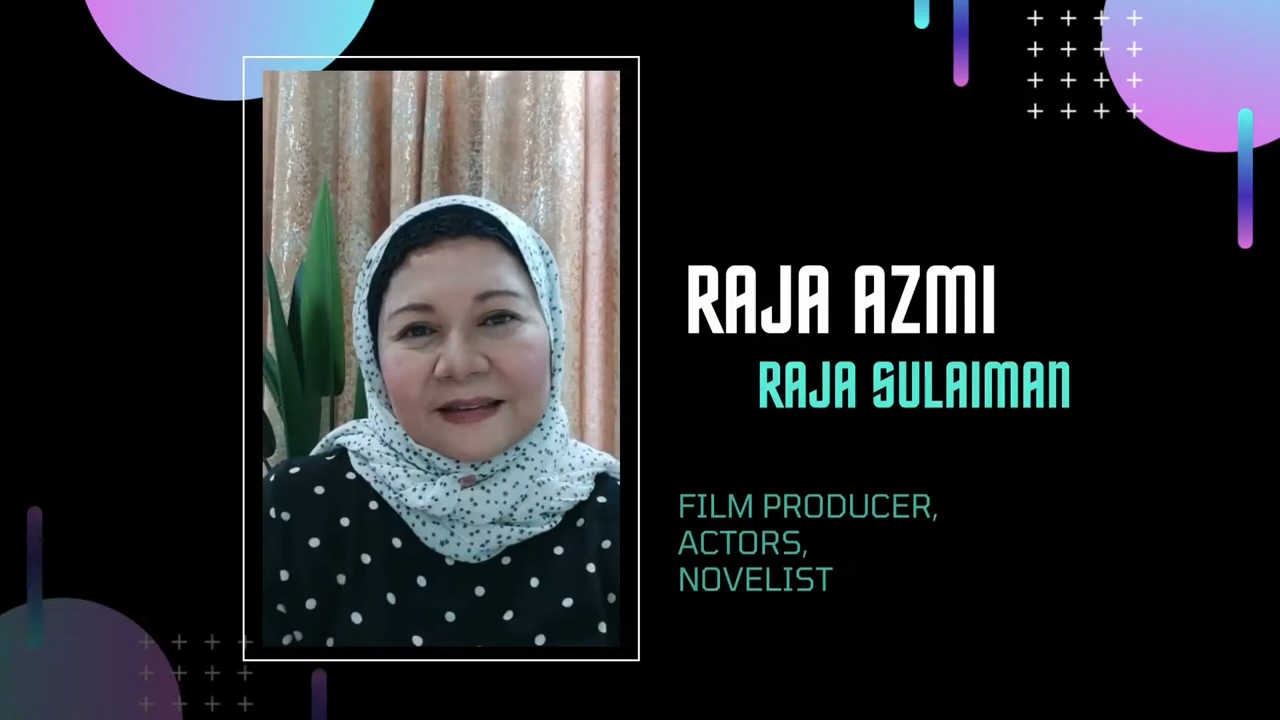 RAJA AZMI
RAJA SULAIMAN
FILM PRODUCER,
ACTORS,
NOVELIST